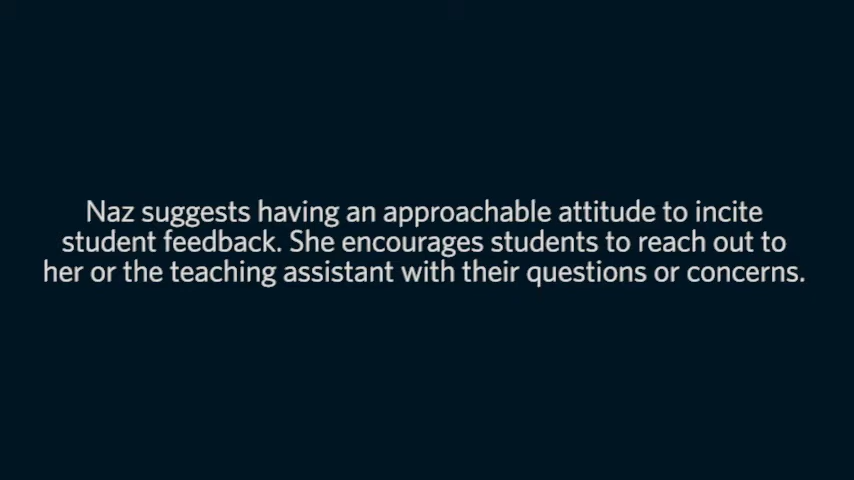 Naz suggests having an approachable attitude to incite
student feedback. She encourages students to reach out to
her or the teaching assistant with their questions or concerns.